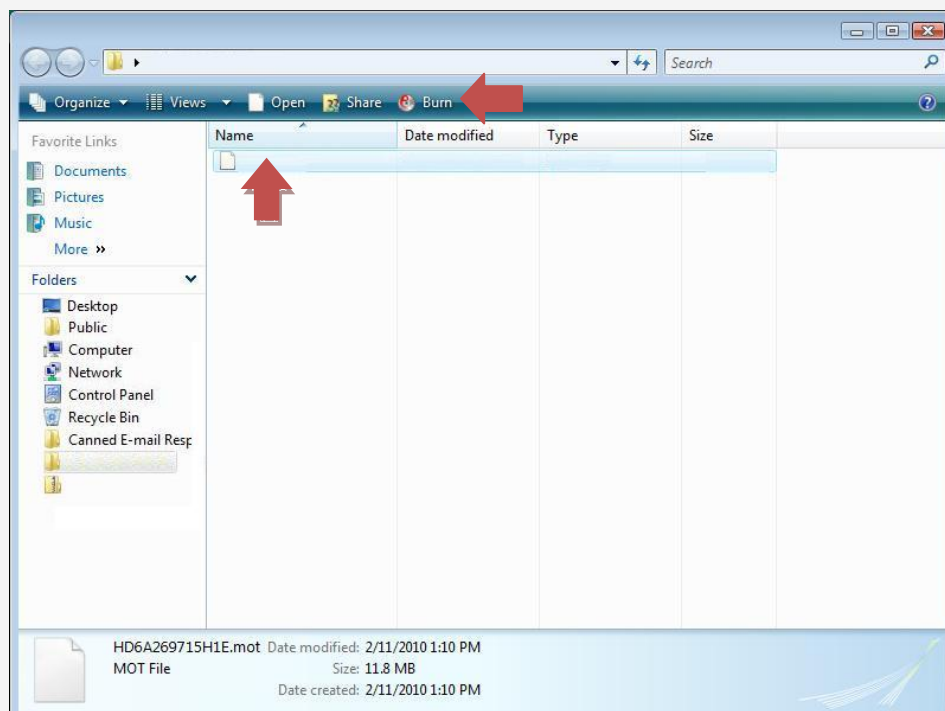 Search
Organize Views Open Share Burn
Favorite Links
Documents
Pictures
Music
More »
Folders
Desktop
Public
Computer
Network
Control Panel
Recycle Bin
Canned E-mail Resp
Name Date modified Type Size
HD6A269715H1E.mot Date modified: 2/11/2010 1:10 PM
MOT File Size: 11.8 MB
Date created: 2/11/2010 1:10 PM